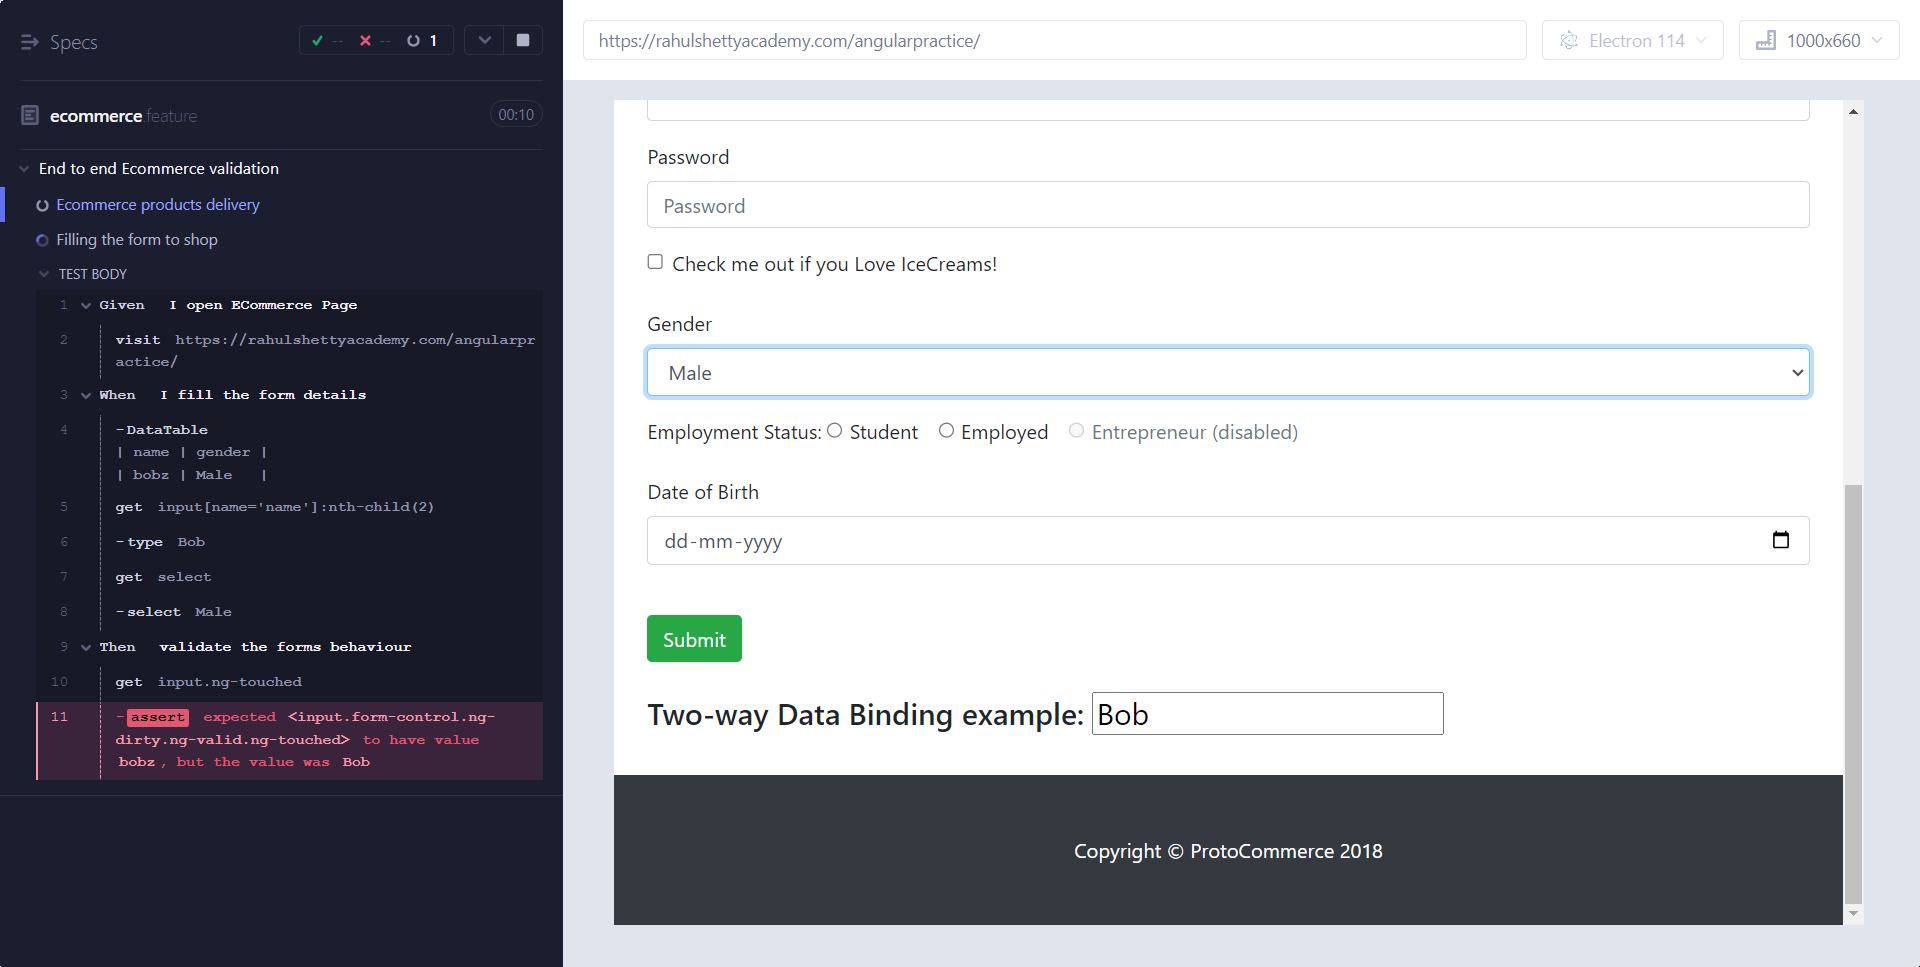 Specs
-- -- 1
ecommerce.feature 00:10
End to end Ecommerce validation
Ecommerce products delivery
Filling the form to shop
TEST BODY
1 Given I open ECommerce Page
2 visit https://rahulshettyacademy.com/angularpr
actice/
3 When I fill the form details
4 -DataTable
| name | gender |
| bobz | Male |
5 get input[name='name']:nth-child(2)
6 -type Bob
7 get select
8 -select Male
9 Then validate the forms behaviour
10 get input.ng-touched
11 -assert expected <input.form-control.ng-
dirty.ng-valid.ng-touched> to have value
bobz, but the value was Bob
https://rahulshettyacademy.com/angularpractice/
Electron 114
1000x660
Password
Password
Check me out if you Love IceCreams!
Gender
Male
Employment Status: Student Employed Entrepreneur (disabled)
Date of Birth
dd-mm-yyyy
Submit
Two-way Data Binding example: Bob
Copyright © ProtoCommerce 2018